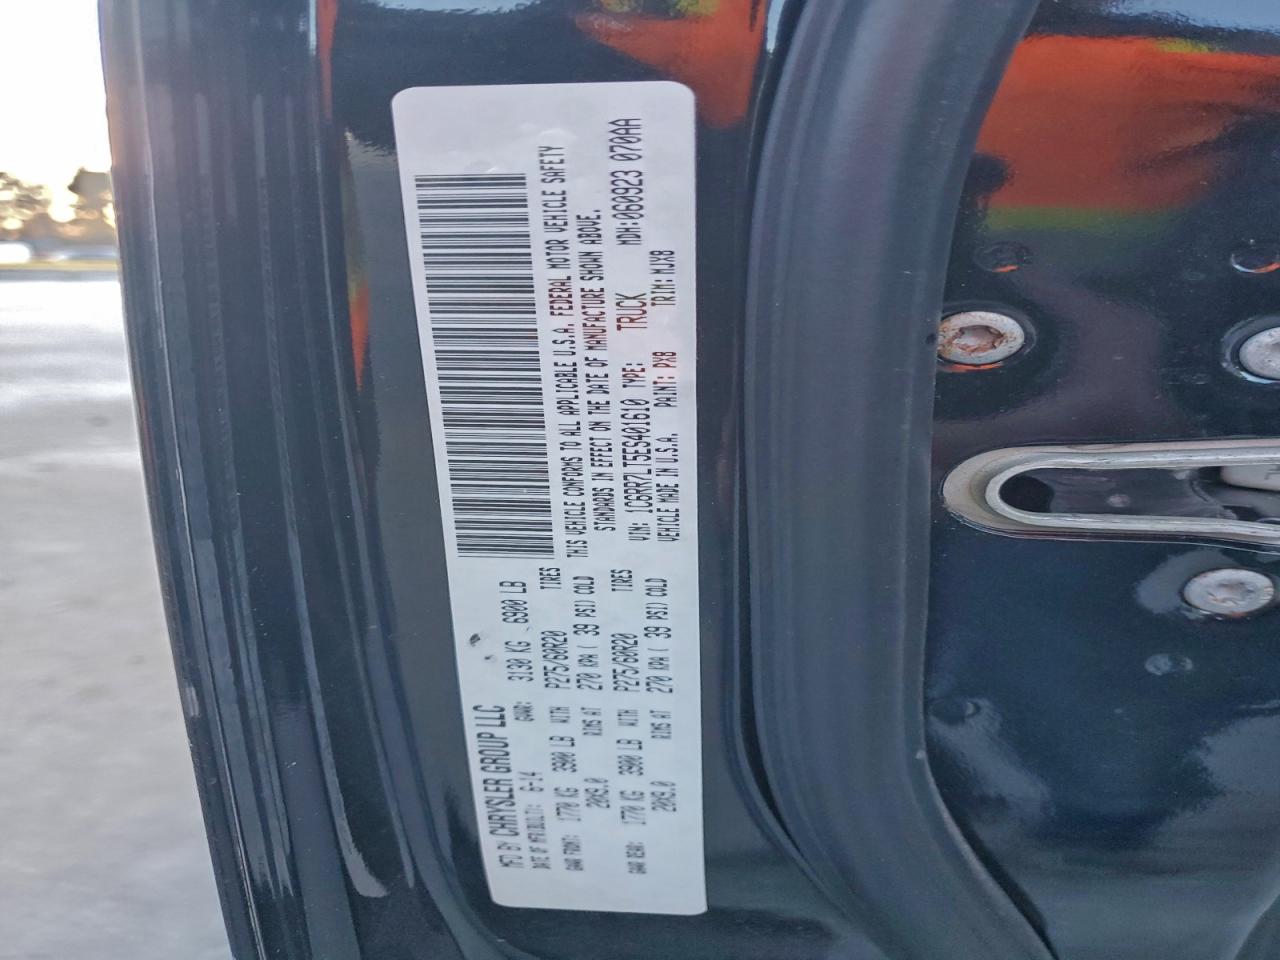 MFD BY CHRYSLER GROUP LLC
DATE OF MFR(BUILT): 6-14 GVWR: 3130 KG 6900 LB
GAWR FRONT: 1770 KG 3900 LB WITH P275/60R20 TIRES
20X9.0 RIMS AT 270 KPA ( 39 PSI) COLD
GAWR REAR: 1770 KG 3900 LB WITH P275/60R20 TIRES
20X9.0 RIMS AT 270 KPA ( 39 PSI) COLD
THIS VEHICLE CONFORMS TO ALL APPLICABLE U.S.A. FEDERAL MOTOR VEHICLE SAFETY
STANDARDS IN EFFECT ON THE DATE OF MANUFACTURE SHOWN ABOVE.
VIN: 1C6RR7LT5ES401610 TYPE: TRUCK MDH:060923 070AA
VEHICLE MADE IN U.S.A. PAINT: PX8 TRIM: MJX8